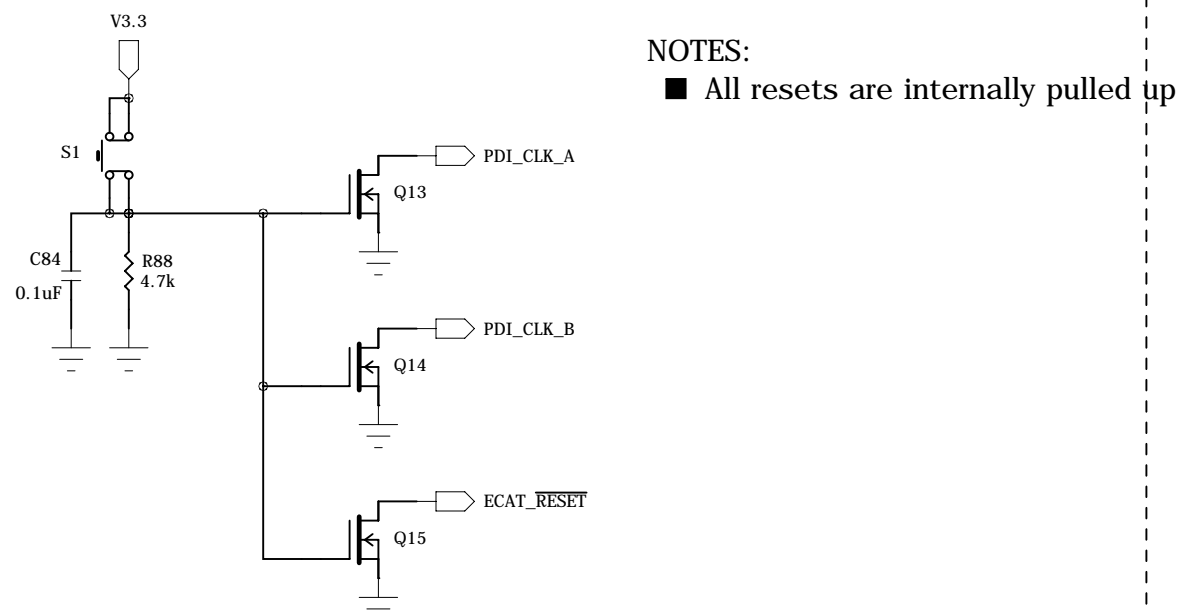 V3.3
NOTES:
■ All resets are internally pulled up
S1
PDI_CLK_A
Q13
C84
0.1uF
R88
4.7k
PDI_CLK_B
Q14
ECAT_RESET
Q15